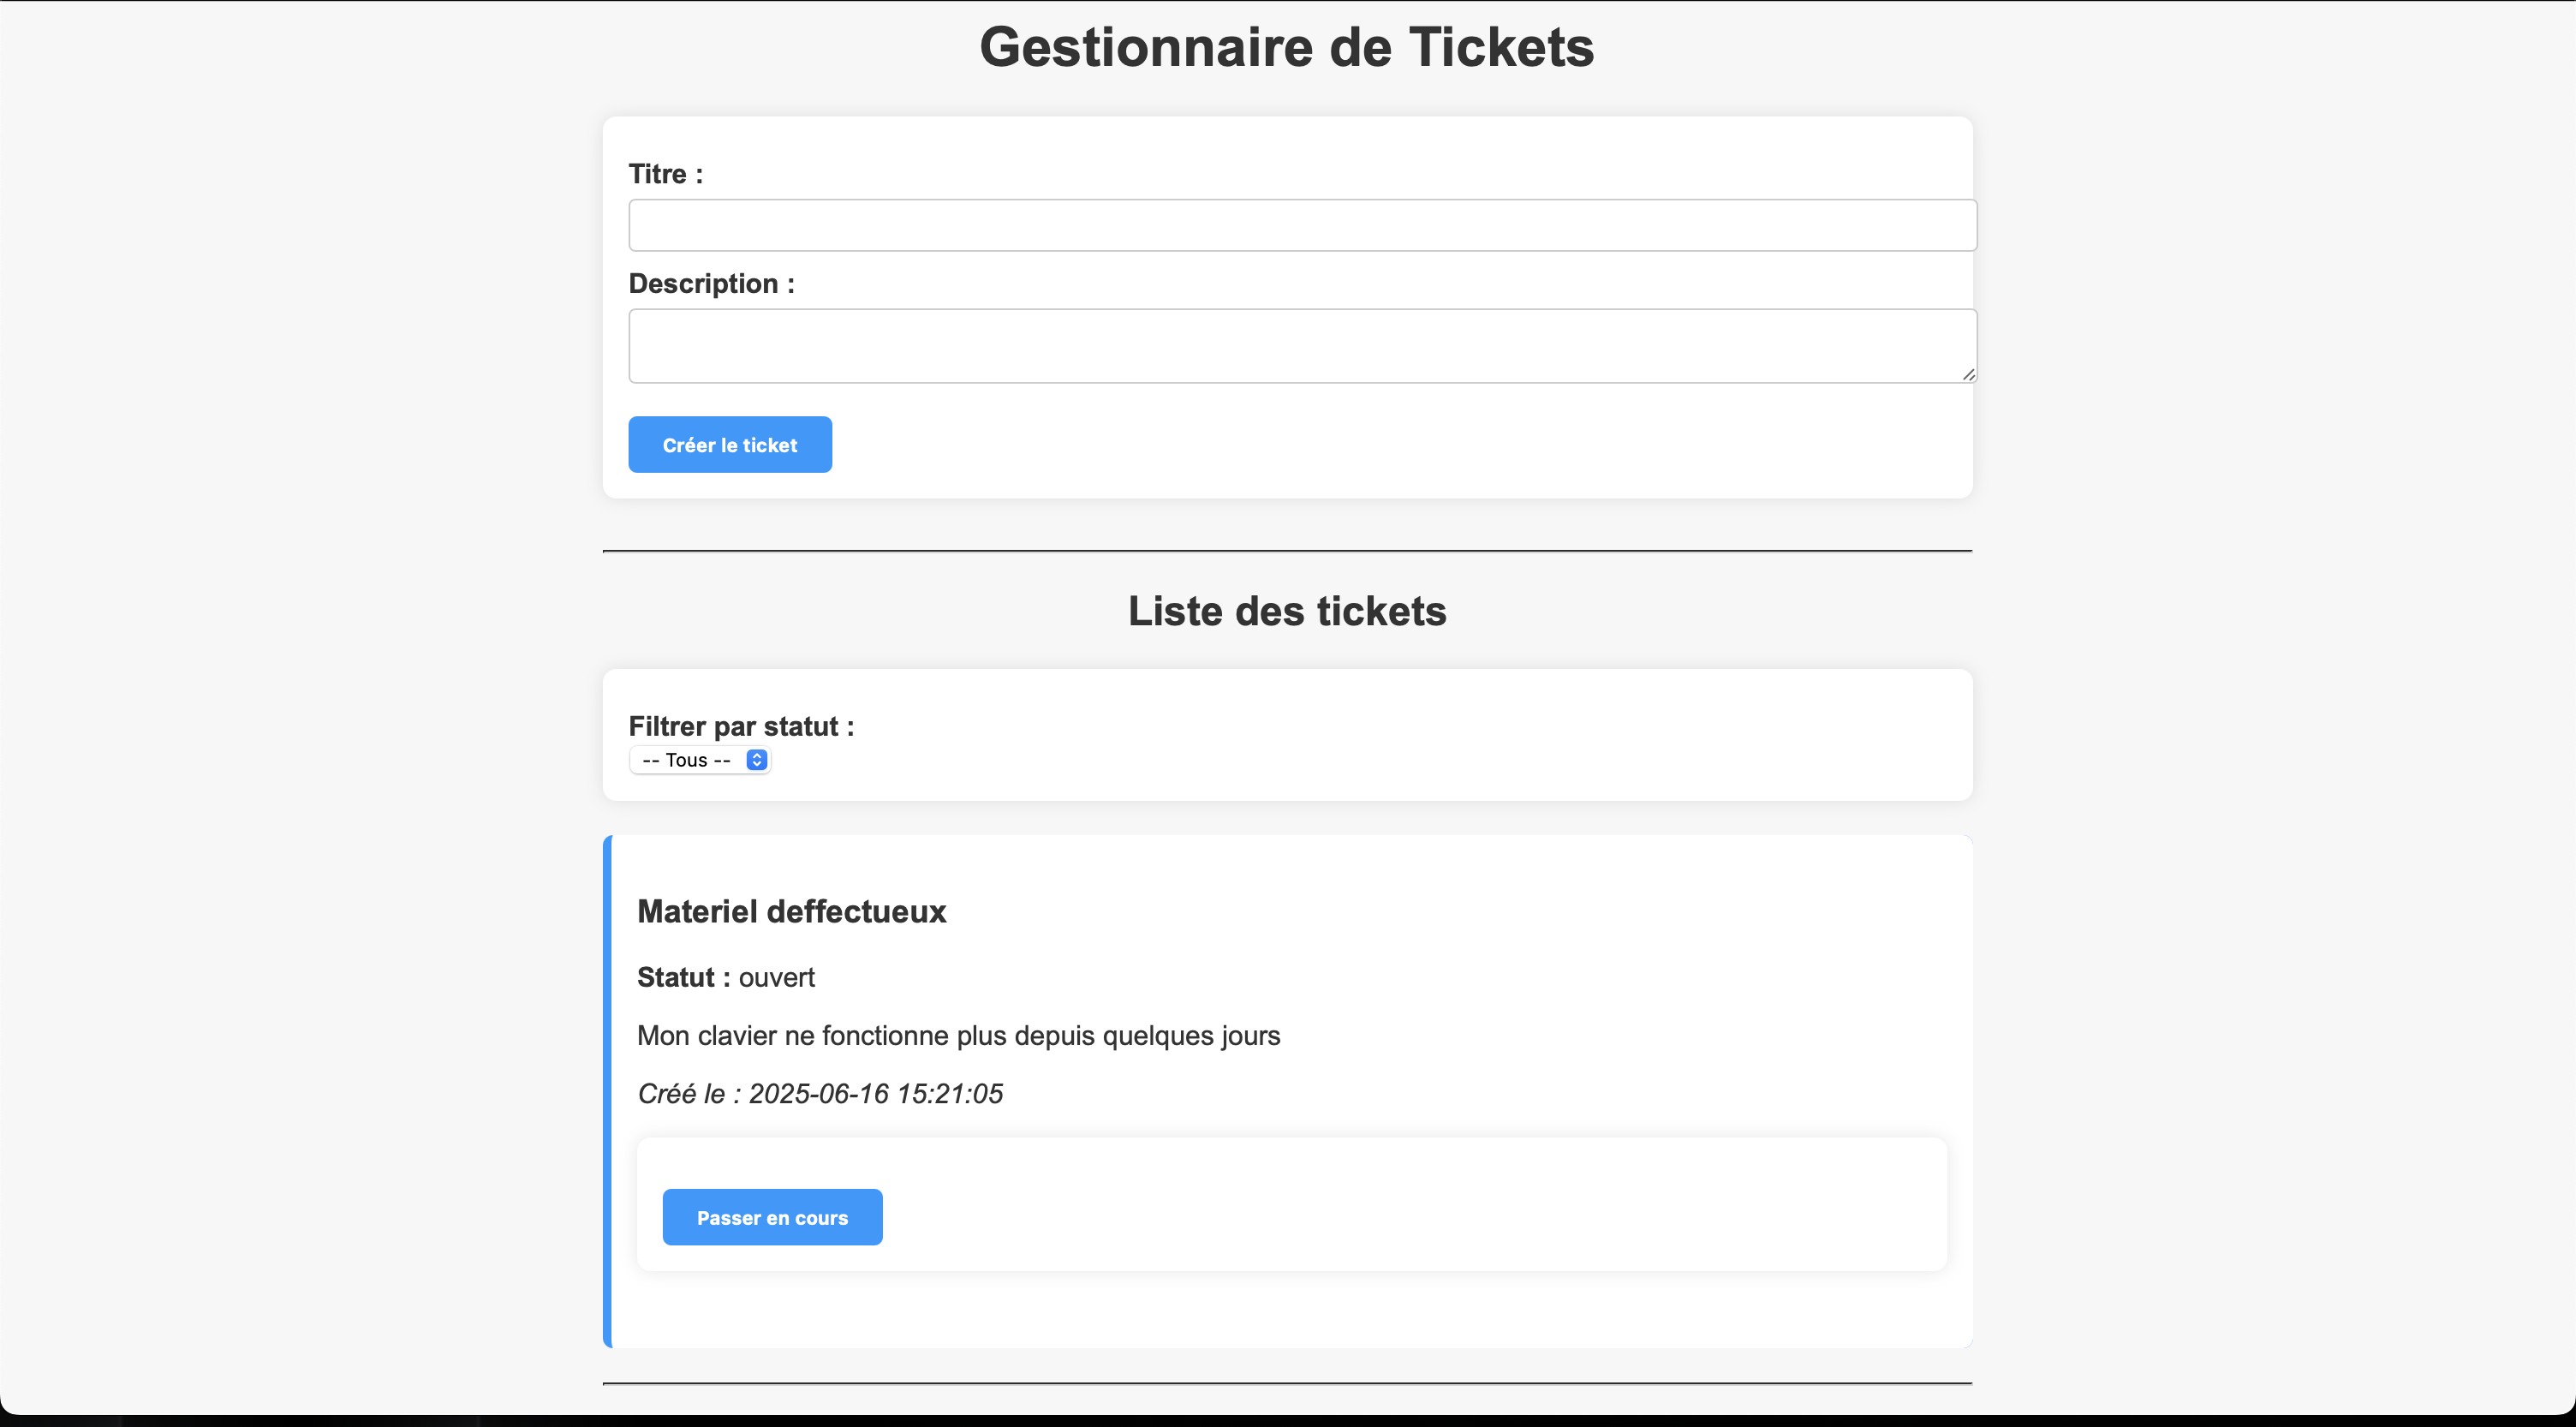 Gestionnaire de Tickets
Titre :
Description :
Créer le ticket
Liste des tickets
Filtrer par statut :
-- Tous --
Materiel deffectueux
Statut : ouvert
Mon clavier ne fonctionne plus depuis quelques jours
Créé le : 2025-06-16 15:21:05
Passer en cours